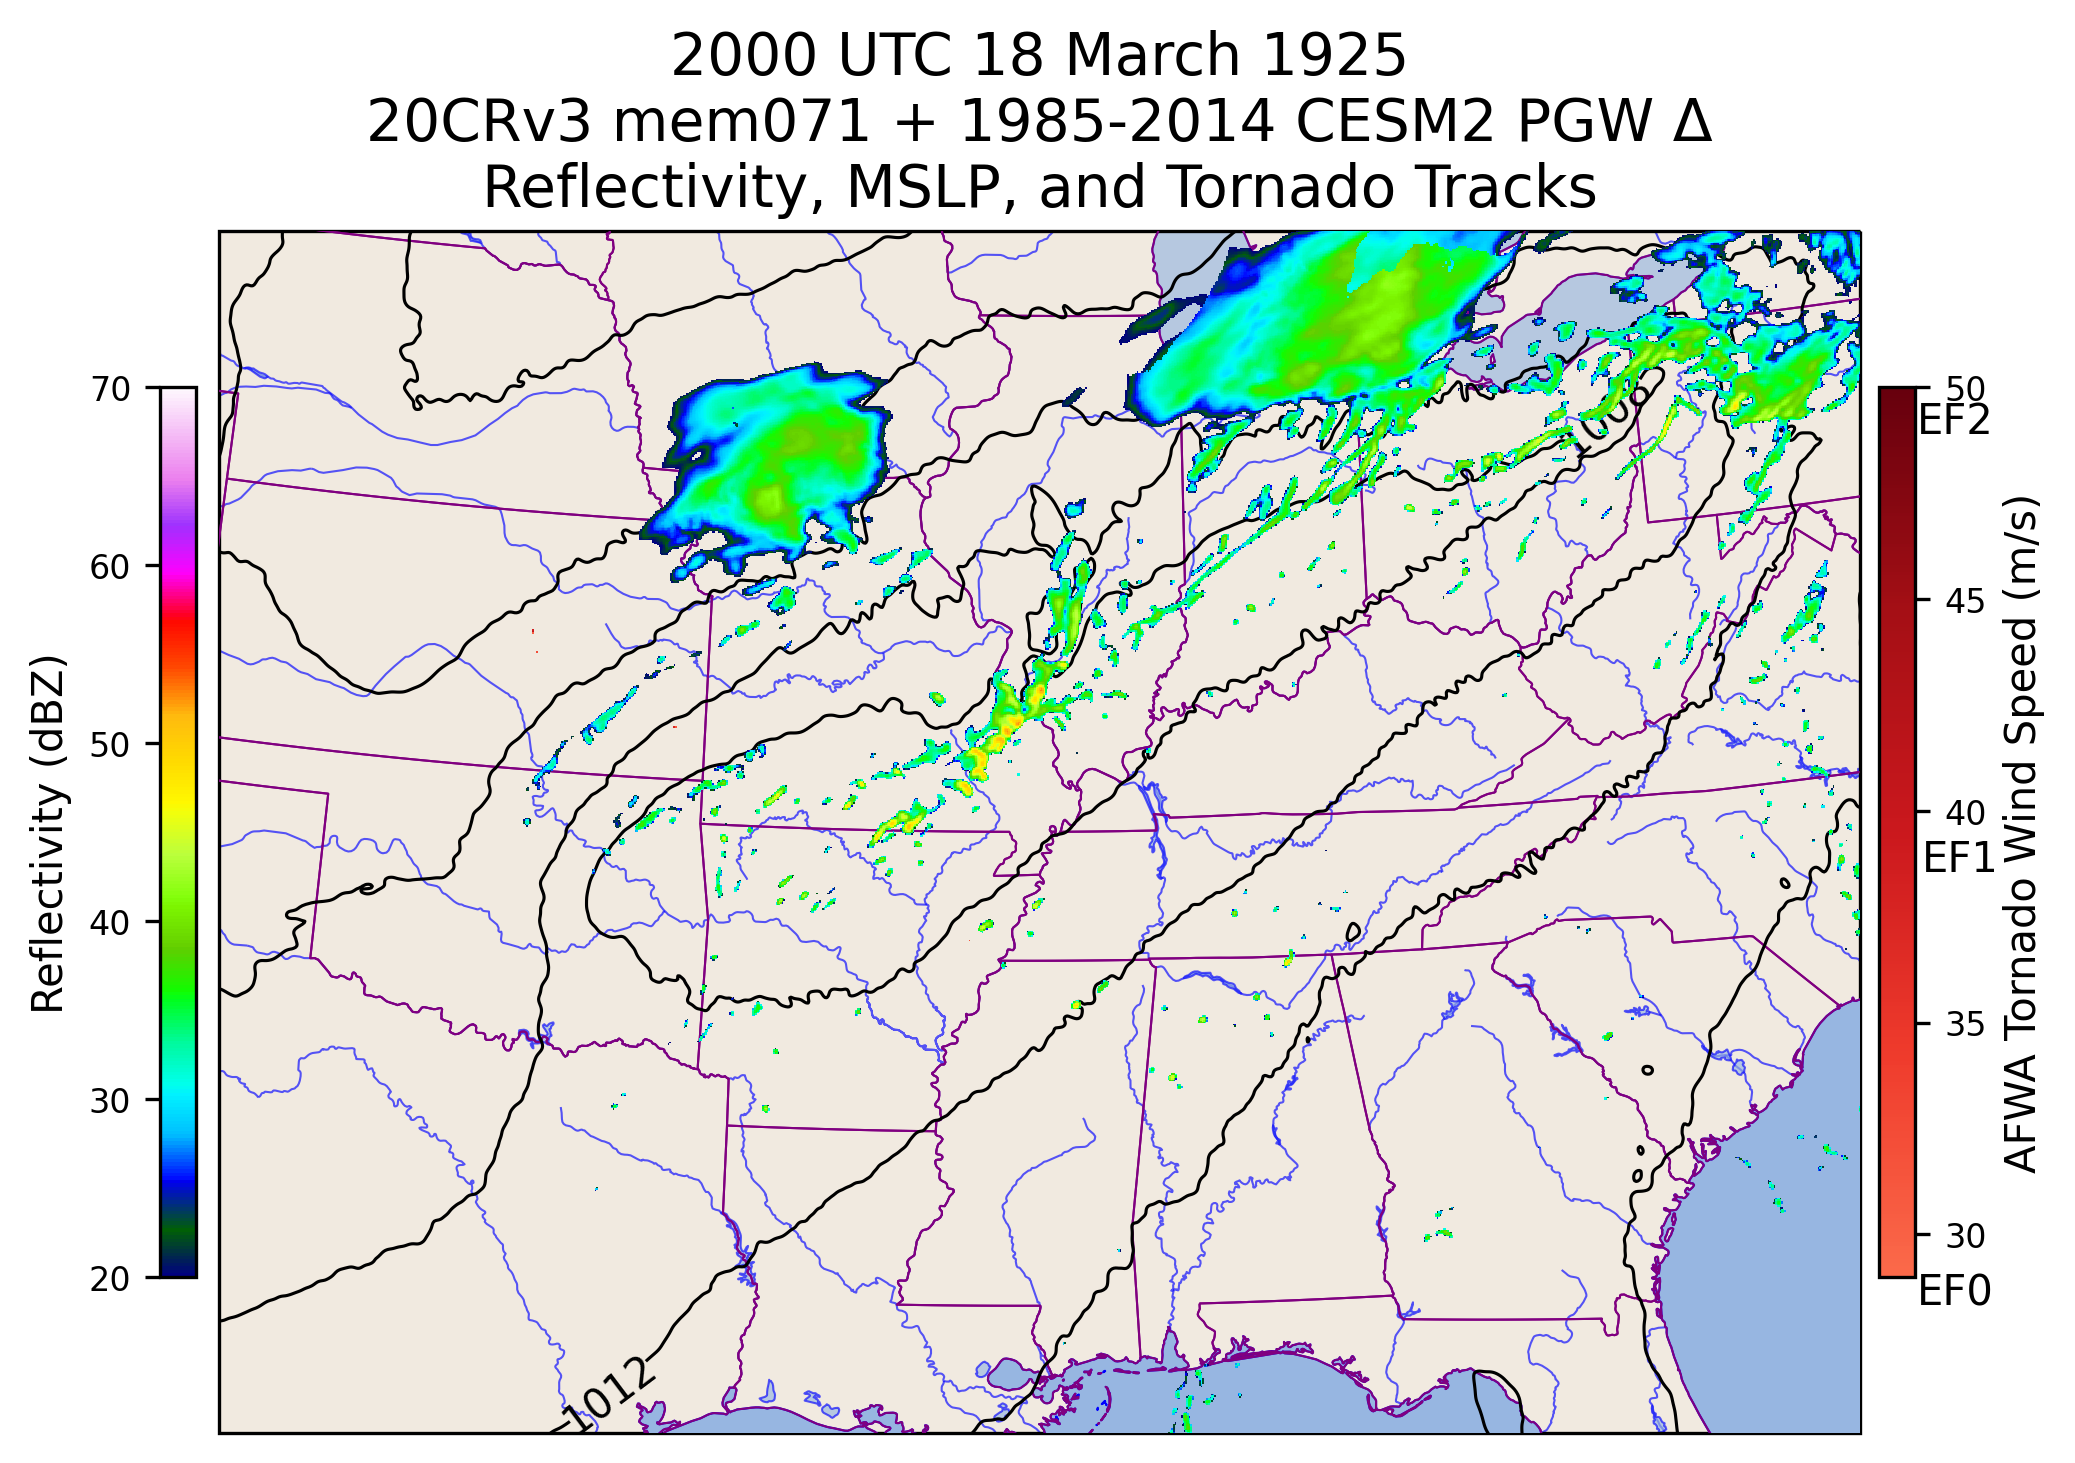 2000 UTC 18 March 1925
20CRv3 mem071 + 1985-2014 CESM2 PGW Δ
Reflectivity, MSLP, and Tornado Tracks
70
60
50
40
30
20
Reflectivity (dBZ)
1012
50
EF2
45
40
EF1
35
30
EF0
AFWA Tornado Wind Speed (m/s)